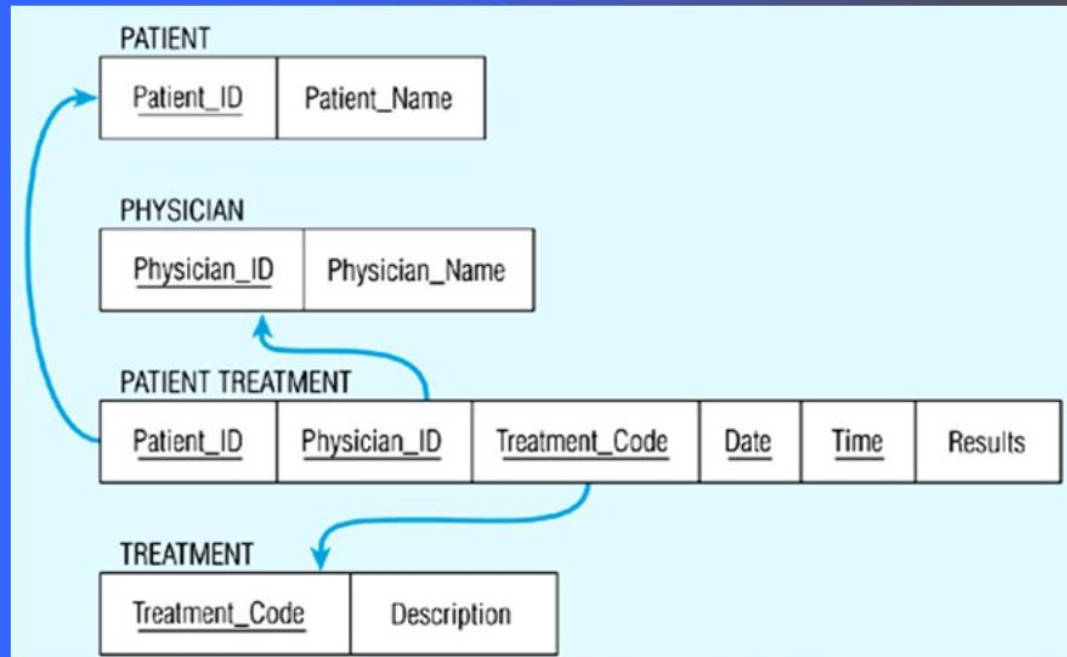 PATIENT
Patient_ID Patient_Name
PHYSICIAN
Physician_ID Physician_Name
PATIENT TREATMENT
Patient_ID Physician_ID Treatment_Code Date Time Results
TREATMENT
Treatment_Code Description